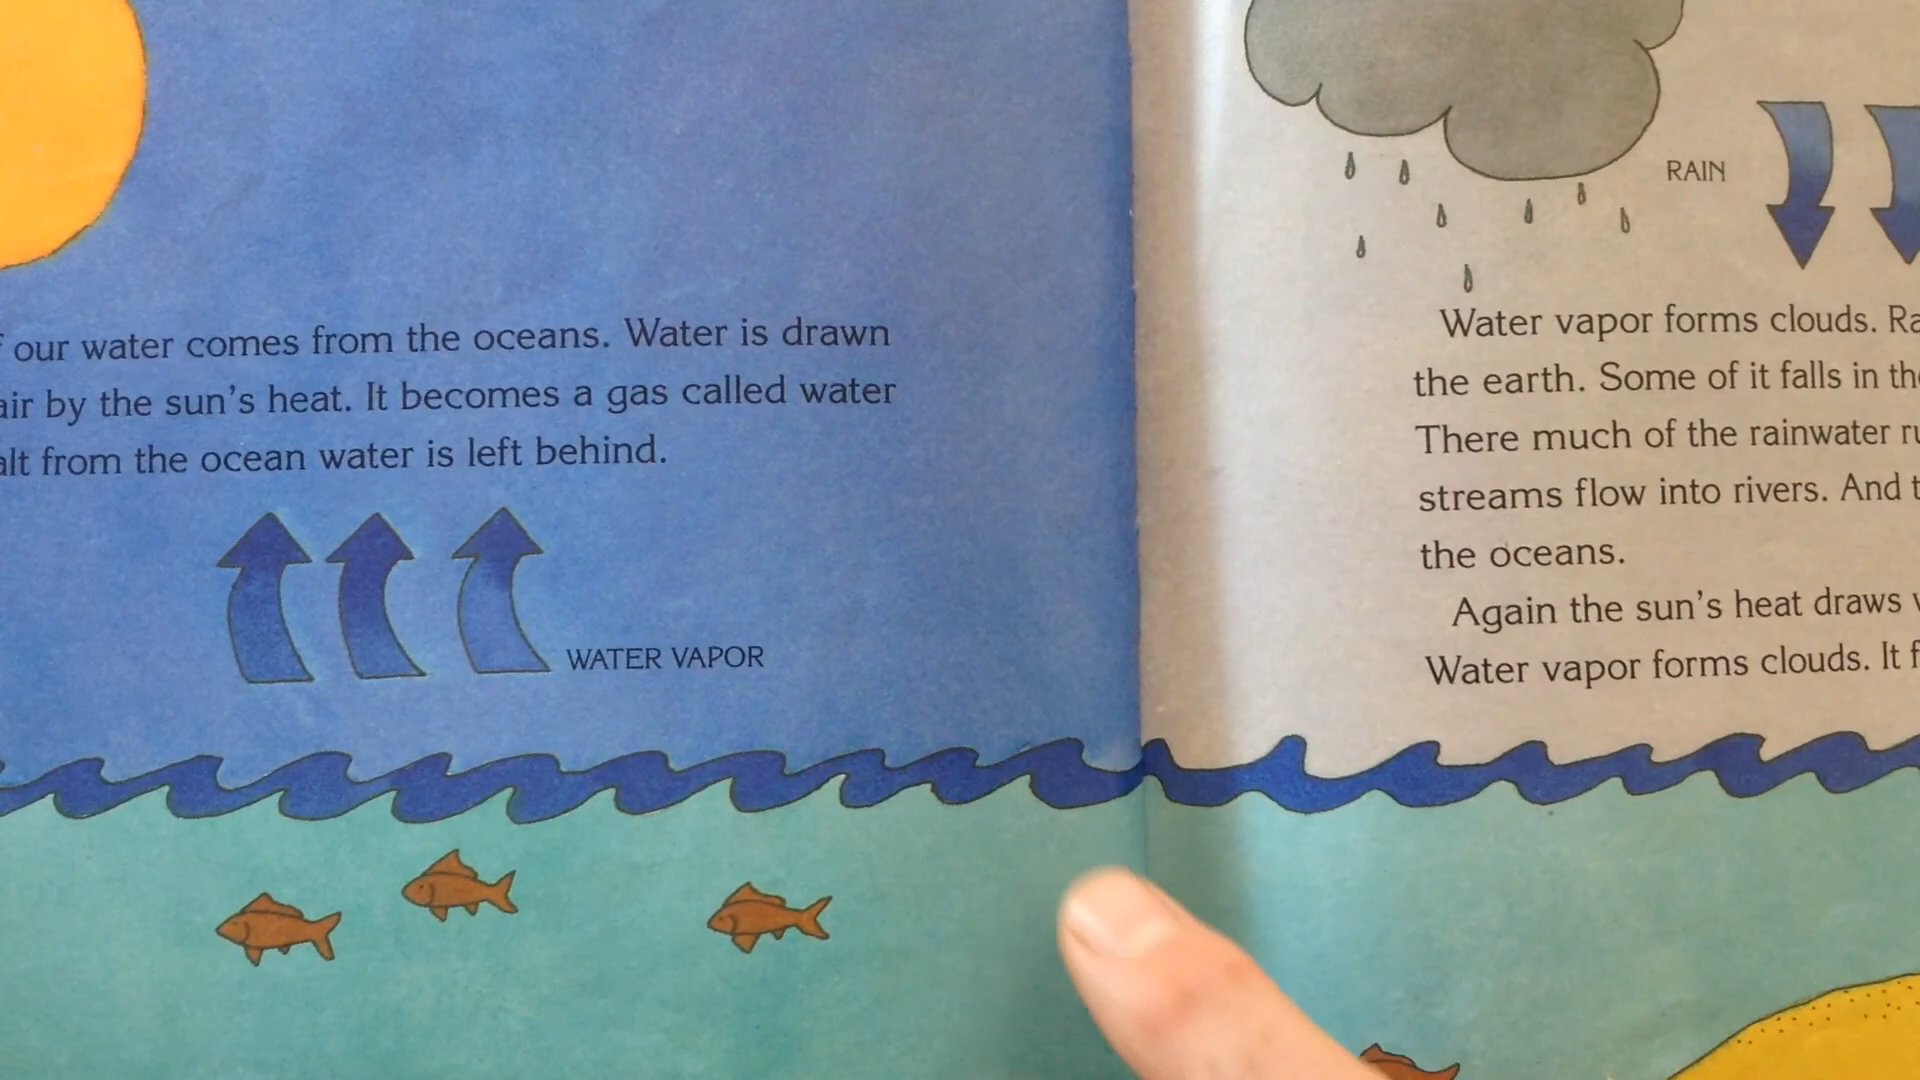 our water comes from the oceans. Water is drawn
air by the sun's heat. It becomes a gas called water
from the ocean water is left behind.
WATER VAPOR
RAIN
Water vapor forms clouds.
the earth. Some of it falls in
There much of the rainwater
streams flow into rivers. And
the oceans.
Again the sun's heat draws
Water vapor forms clouds. It